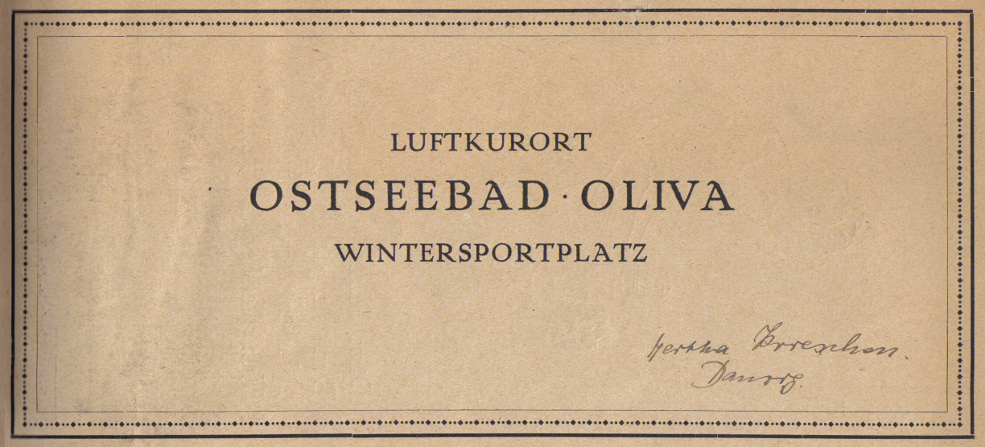 LUFTKURORT
OSTSEEBAD · OLIVA
WINTERSPORTPLATZ
Hertha
Danzig.